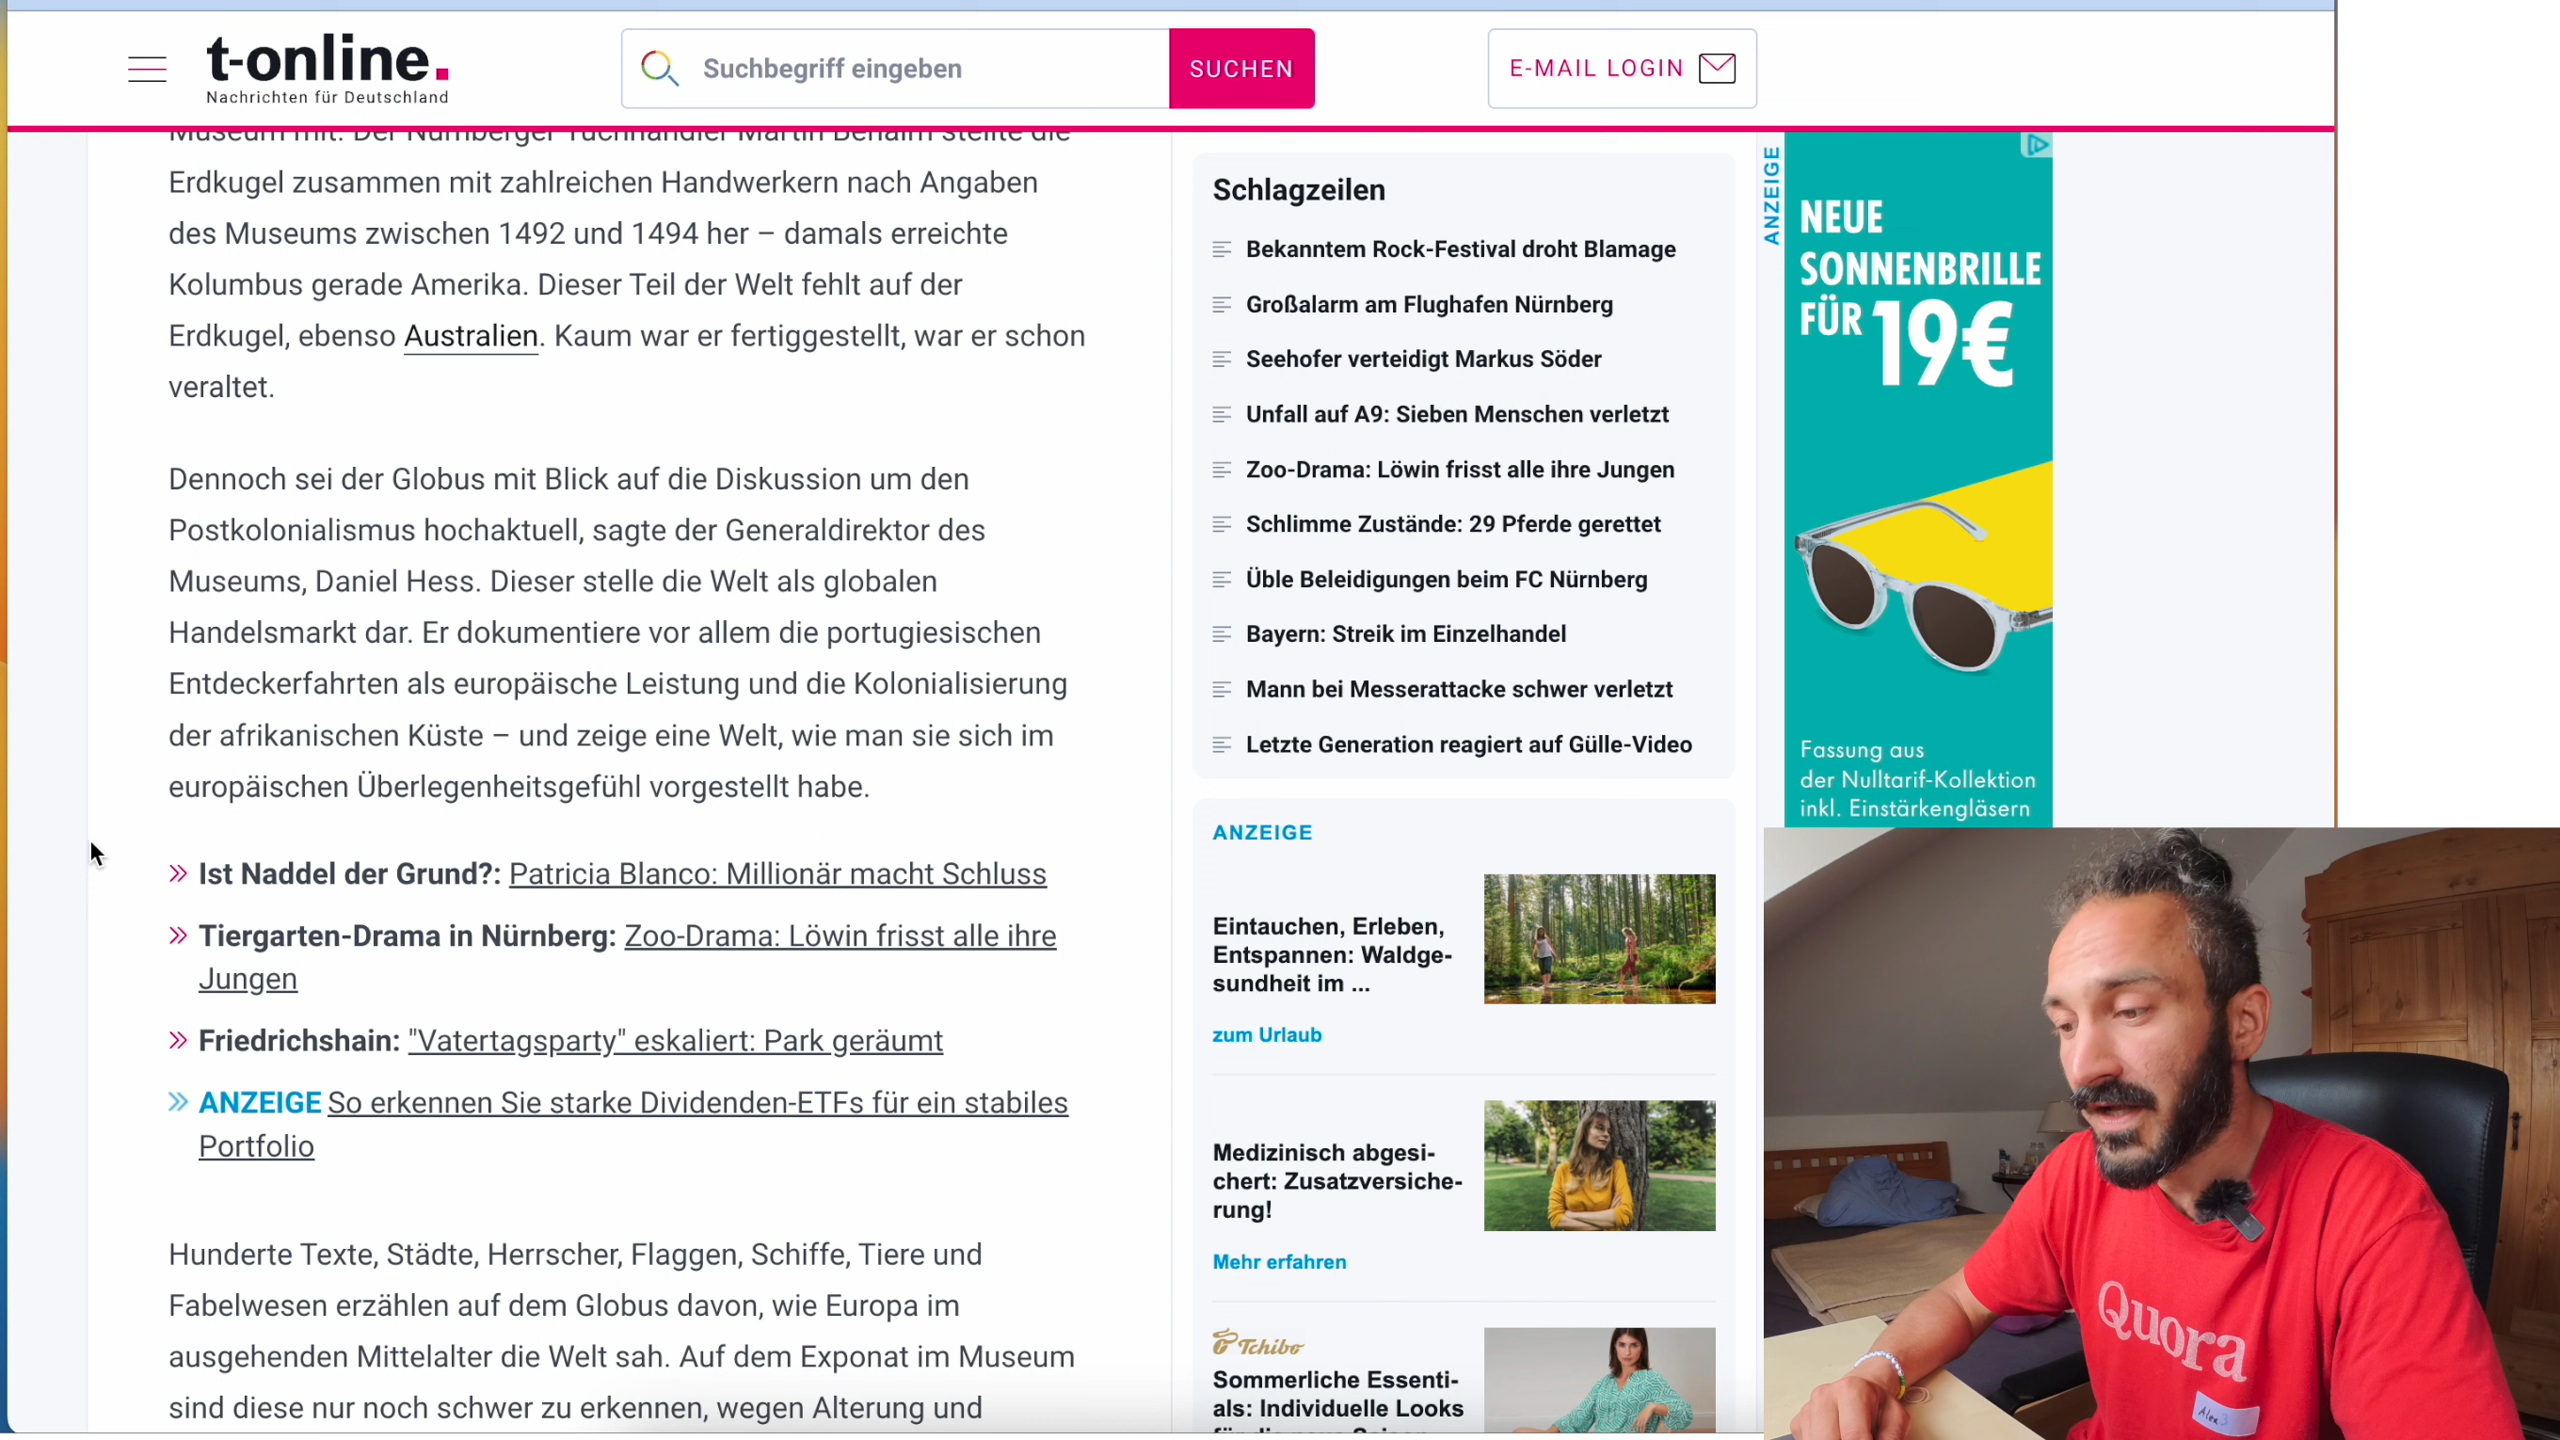 t-online.
Nachrichten für Deutschland
Suchbegriff eingeben
SUCHEN
E-MAIL LOGIN
Museum mit. Der Nürnberger Tuchhändler Martin Behaim stellte die
Erdkugel zusammen mit zahlreichen Handwerkern nach Angaben
des Museums zwischen 1492 und 1494 her – damals erreichte
Kolumbus gerade Amerika. Dieser Teil der Welt fehlt auf der
Erdkugel, ebenso Australien. Kaum war er fertiggestellt, war er schon
veraltet.
Dennoch sei der Globus mit Blick auf die Diskussion um den
Postkolonialismus hochaktuell, sagte der Generaldirektor des
Museums, Daniel Hess. Dieser stelle die Welt als globalen
Handelsmarkt dar. Er dokumentiere vor allem die portugiesischen
Entdeckerfahrten als europäische Leistung und die Kolonialisierung
der afrikanischen Küste – und zeige eine Welt, wie man sie sich im
europäischen Überlegenheitsgefühl vorgestellt habe.
» Ist Naddel der Grund?: Patricia Blanco: Millionär macht Schluss
» Tiergarten-Drama in Nürnberg: Zoo-Drama: Löwin frisst alle ihre
Jungen
» Friedrichshain: "Vatertagsparty" eskaliert: Park geräumt
» ANZEIGE So erkennen Sie starke Dividenden-ETFs für ein stabiles
Portfolio
Hunderte Texte, Städte, Herrscher, Flaggen, Schiffe, Tiere und
Fabelwesen erzählen auf dem Globus davon, wie Europa im
ausgehenden Mittelalter die Welt sah. Auf dem Exponat im Museum
sind diese nur noch schwer zu erkennen, wegen Alterung und
Schlagzeilen
Bekanntem Rock-Festival droht Blamage
Großalarm am Flughafen Nürnberg
Seehofer verteidigt Markus Söder
Unfall auf A9: Sieben Menschen verletzt
Zoo-Drama: Löwin frisst alle ihre Jungen
Schlimme Zustände: 29 Pferde gerettet
Üble Beleidigungen beim FC Nürnberg
Bayern: Streik im Einzelhandel
Mann bei Messerattacke schwer verletzt
Letzte Generation reagiert auf Gülle-Video
ANZEIGE
Eintauchen, Erleben,
Entspannen: Waldge-
sundheit im ...
zum Urlaub
Medizinisch abgesi-
chert: Zusatzversiche-
rung!
Mehr erfahren
Tchibo
Sommerliche Essenti-
als: Individuelle Looks
für die neue Saison
ANZEIGE
NEUE
SONNENBRILLE
FÜR 19€
Fassung aus
der Nulltarif-Kollektion
inkl. Einstärkengläsern
Quora
Alex